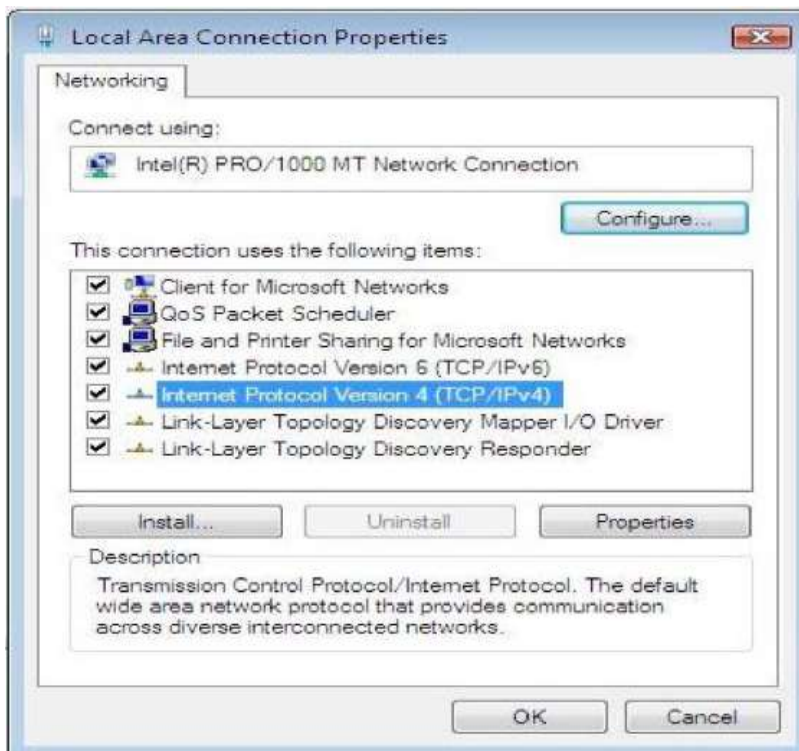 Local Area Connection Properties
Networking
Connect using:
Intel(R) PRO/1000 MT Network Connection
Configure...
This connection uses the following items:
Client for Microsoft Networks
QoS Packet Scheduler
File and Printer Sharing for Microsoft Networks
Internet Protocol Version 6 (TCP/IPv6)
Internet Protocol Version 4 (TCP/IPv4)
Link-Layer Topology Discovery Mapper I/O Driver
Link-Layer Topology Discovery Responder
Install... Uninstall Properties
Description
Transmission Control Protocol/Internet Protocol. The default
wide area network protocol that provides communication
across diverse interconnected networks.
OK Cancel